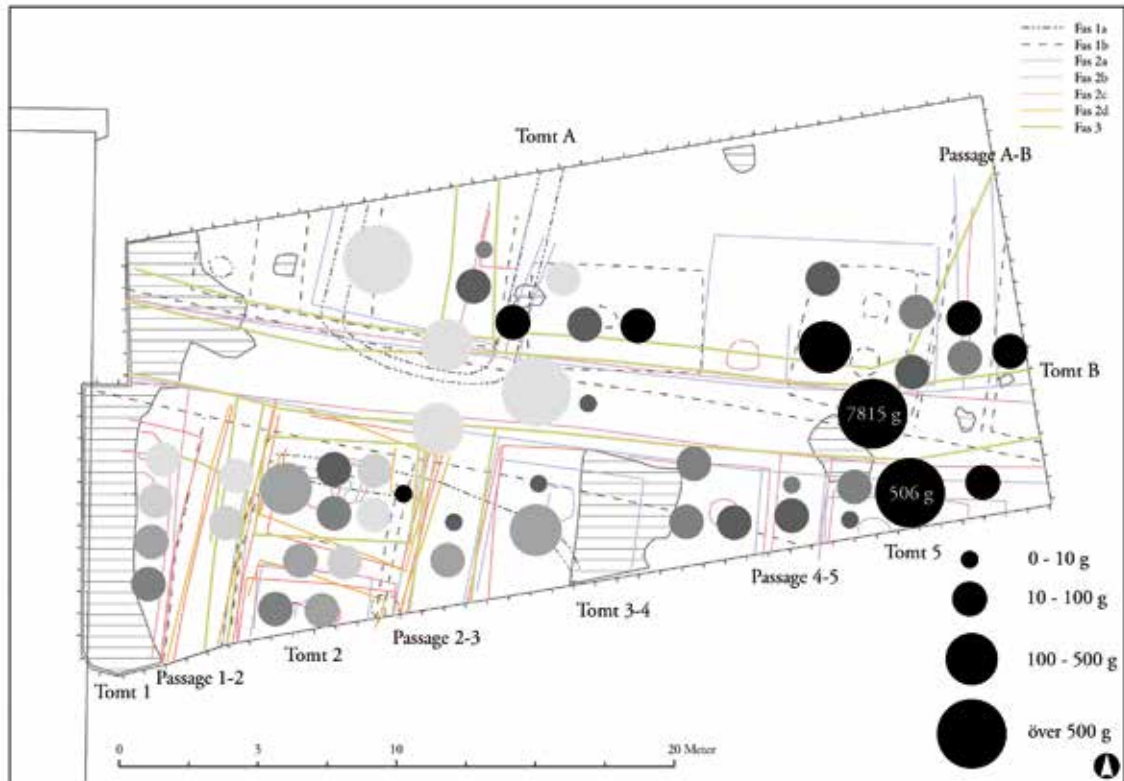 Fas 1a
Fas 1b
Fas 2a
Fas 2b
Fas 2c
Fas 2d
Fas 3
Tomt A
Passage A-B
Tomt B
7815 g
506 g
Tomt 5
Passage 4-5
Tomt 3-4
Passage 2-3
Tomt 2
Passage 1-2
Tomt 1
0 - 10 g
10 - 100 g
100 - 500 g
över 500 g
0 3 10 20 Meter